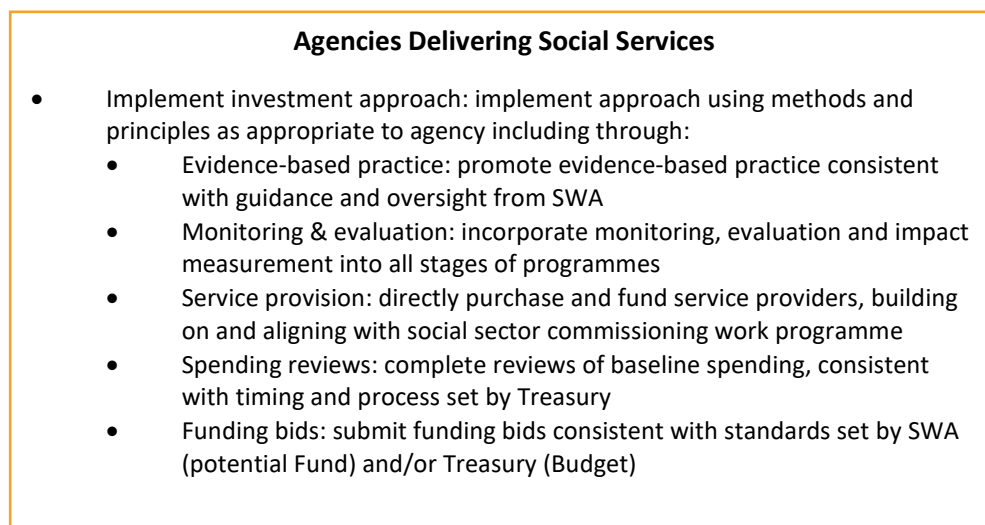 Agencies Delivering Social Services
• Implement investment approach: implement approach using methods and
principles as appropriate to agency including through:
• Evidence-based practice: promote evidence-based practice consistent
with guidance and oversight from SWA
• Monitoring & evaluation: incorporate monitoring, evaluation and impact
measurement into all stages of programmes
• Service provision: directly purchase and fund service providers, building
on and aligning with social sector commissioning work programme
• Spending reviews: complete reviews of baseline spending, consistent
with timing and process set by Treasury
• Funding bids: submit funding bids consistent with standards set by SWA
(potential Fund) and/or Treasury (Budget)